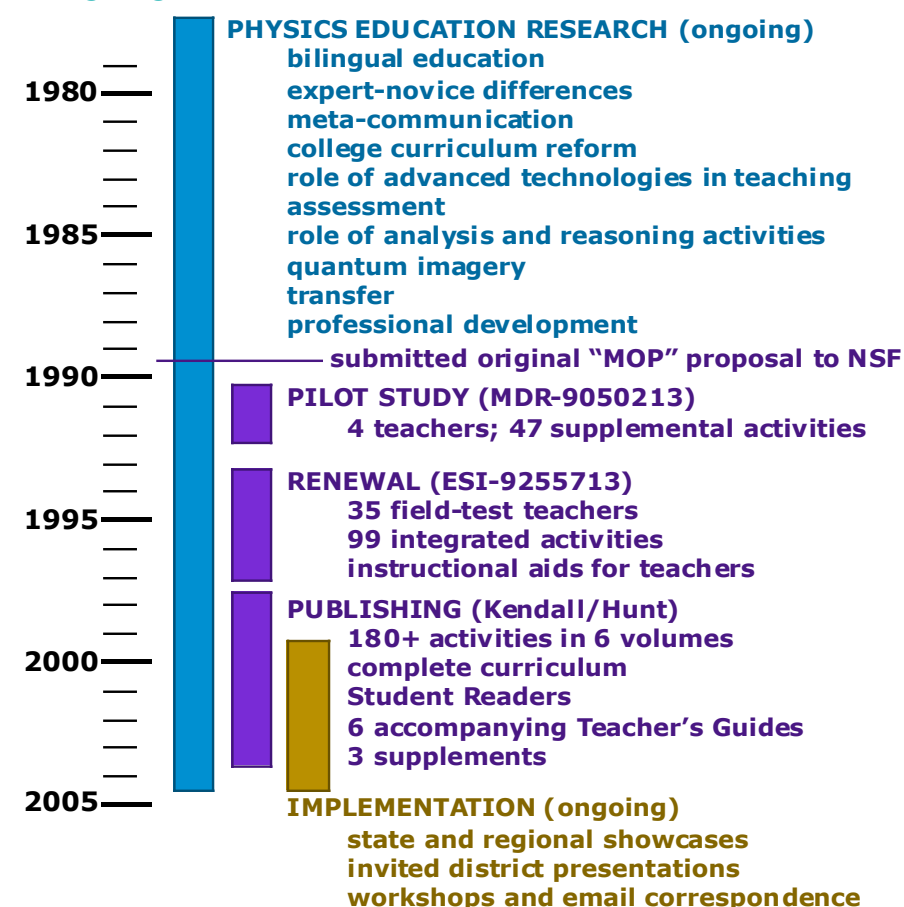 PHYSICS EDUCATION RESEARCH (ongoing)
bilingual education
expert-novice differences
meta-communication
college curriculum reform
role of advanced technologies in teaching
assessment
role of analysis and reasoning activities
quantum imagery
transfer
professional development
submitted original “MOP” proposal to NSF
PILOT STUDY (MDR-9050213)
4 teachers; 47 supplemental activities
RENEWAL (ESI-9255713)
35 field-test teachers
99 integrated activities
instructional aids for teachers
PUBLISHING (Kendall/Hunt)
180+ activities in 6 volumes
complete curriculum
Student Readers
6 accompanying Teacher’s Guides
3 supplements
IMPLEMENTATION (ongoing)
state and regional showcases
invited district presentations
workshops and email correspondence
1980
1985
1990
1995
2000
2005